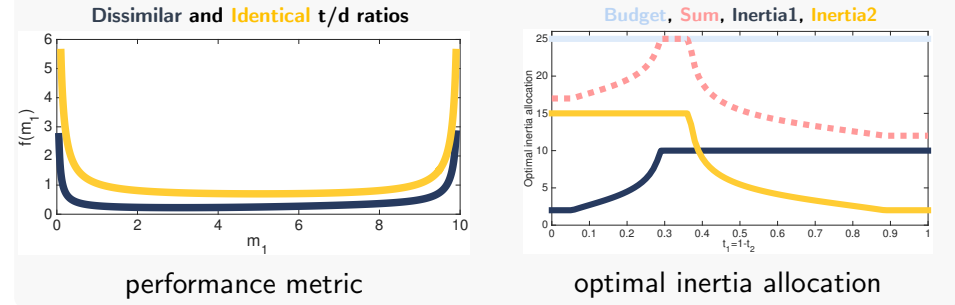 Dissimilar and Identical t/d ratios
6
5
4
3
2
1
0
f(m1)
0 2 4 6 8 10
m1
performance metric
Budget, Sum, Inertia1, Inertia2
25
20
15
10
5
0
Optimal inertia allocation
0 0.1 0.2 0.3 0.4 0.5 0.6 0.7 0.8 0.9 1
t1=1-t2
optimal inertia allocation